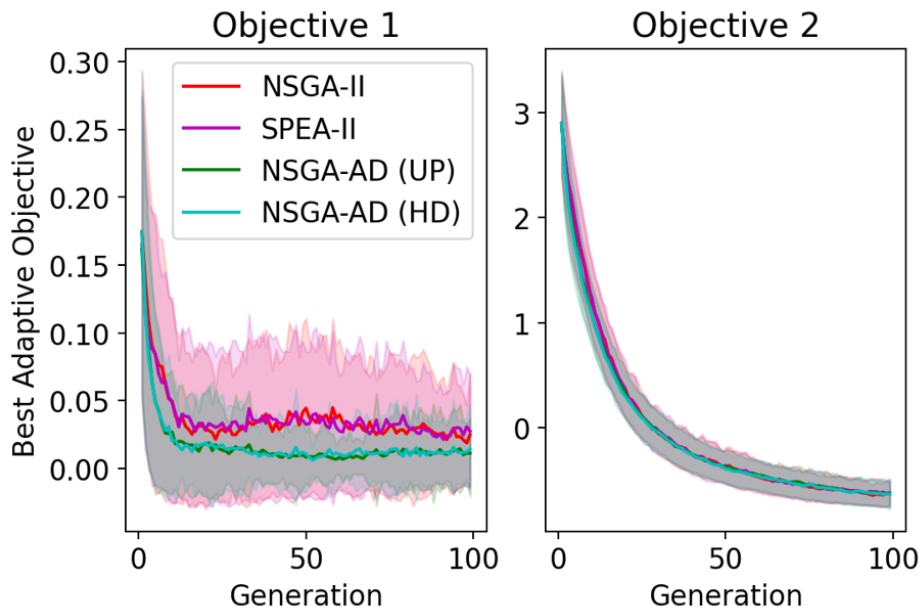 Objective 1
Objective 2
Best Adaptive Objective
0.30
0.25
0.20
0.15
0.10
0.05
0.00
NSGA-II
SPEA-II
NSGA-AD (UP)
NSGA-AD (HD)
0
50
100
Generation
3
2
1
0
0
50
100
Generation